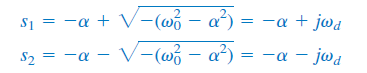 s₁ = −α + √−(ω₀² − α²) = −α + jω_d
s₂ = −α − √−(ω₀² − α²) = −α − jω_d